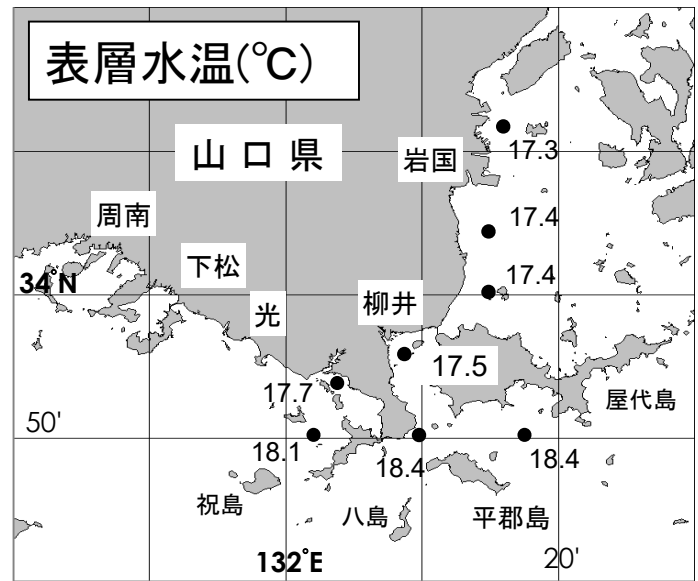 表層水温(℃)
山口県
岩国
17.3
周南
17.4
下松
17.4
34°N
柳井
光
17.5
17.7
屋代島
50'
18.1
18.4
18.4
祝島
八島
平郡島
132°E
20'